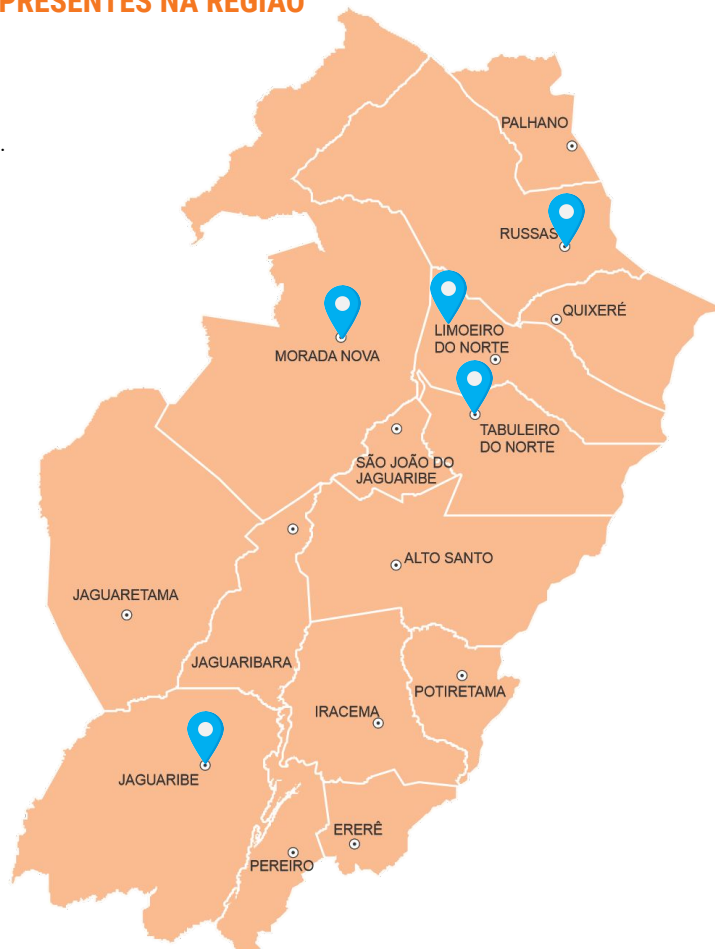 PRESENTES NA REGIÃO
.
PALHANO
RUSSAS
QUIXERÉ
LIMOEIRO
DO NORTE
MORADA NOVA
TABULEIRO
DO NORTE
SÃO JOÃO DO
JAGUARIBE
ALTO SANTO
JAGUARETAMA
JAGUARIBARA
POTIRETAMA
IRACEMA
JAGUARIBE
ERERÊ
PEREIRO